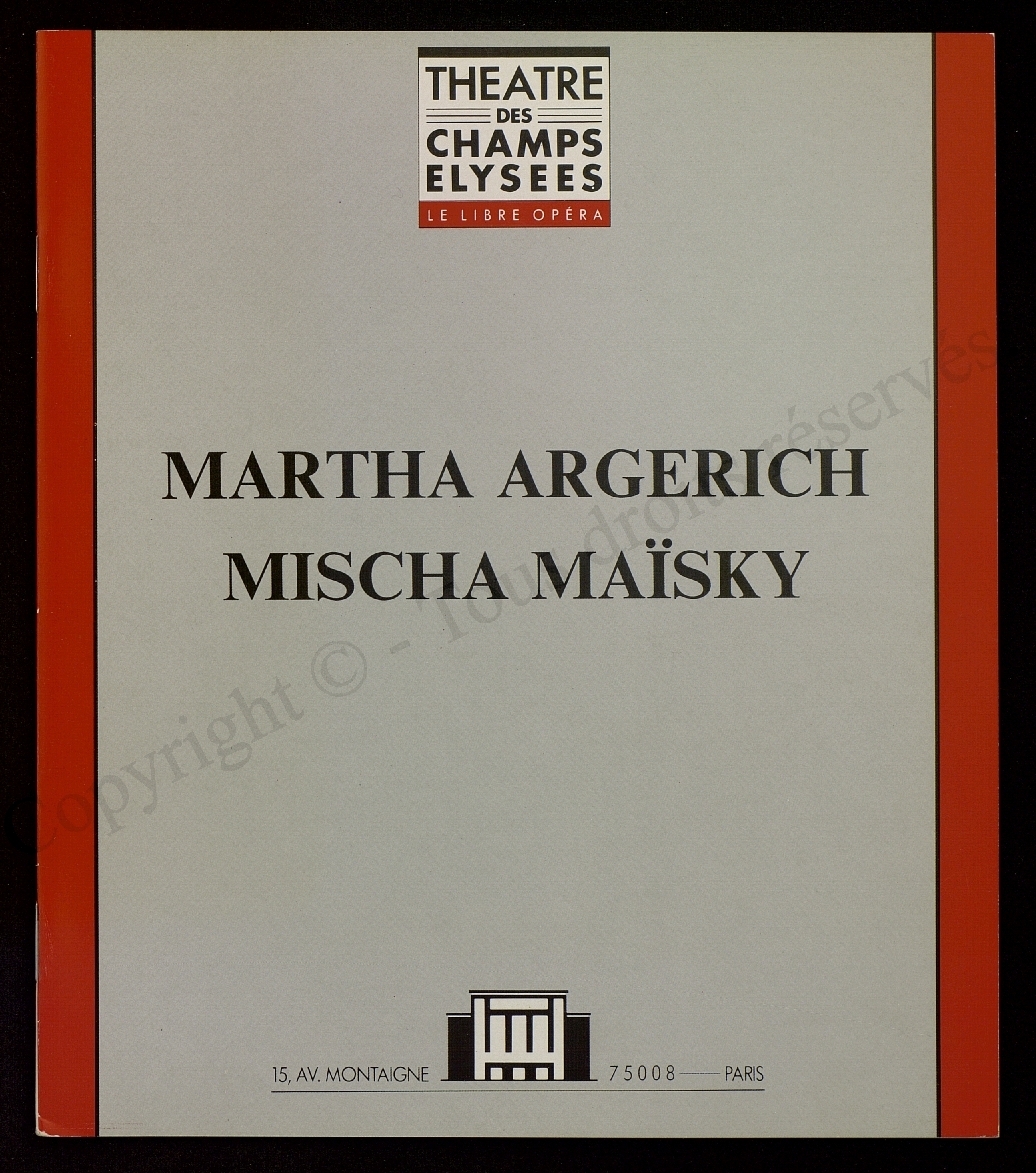 THEATRE
DES
CHAMPS
ELYSEES
LE LIBRE OPÉRA
MARTHA ARGERICH
MISCHA MAÏSKY
Copyright © - Tous droits réservés
15, AV. MONTAIGNE 75008 — PARIS